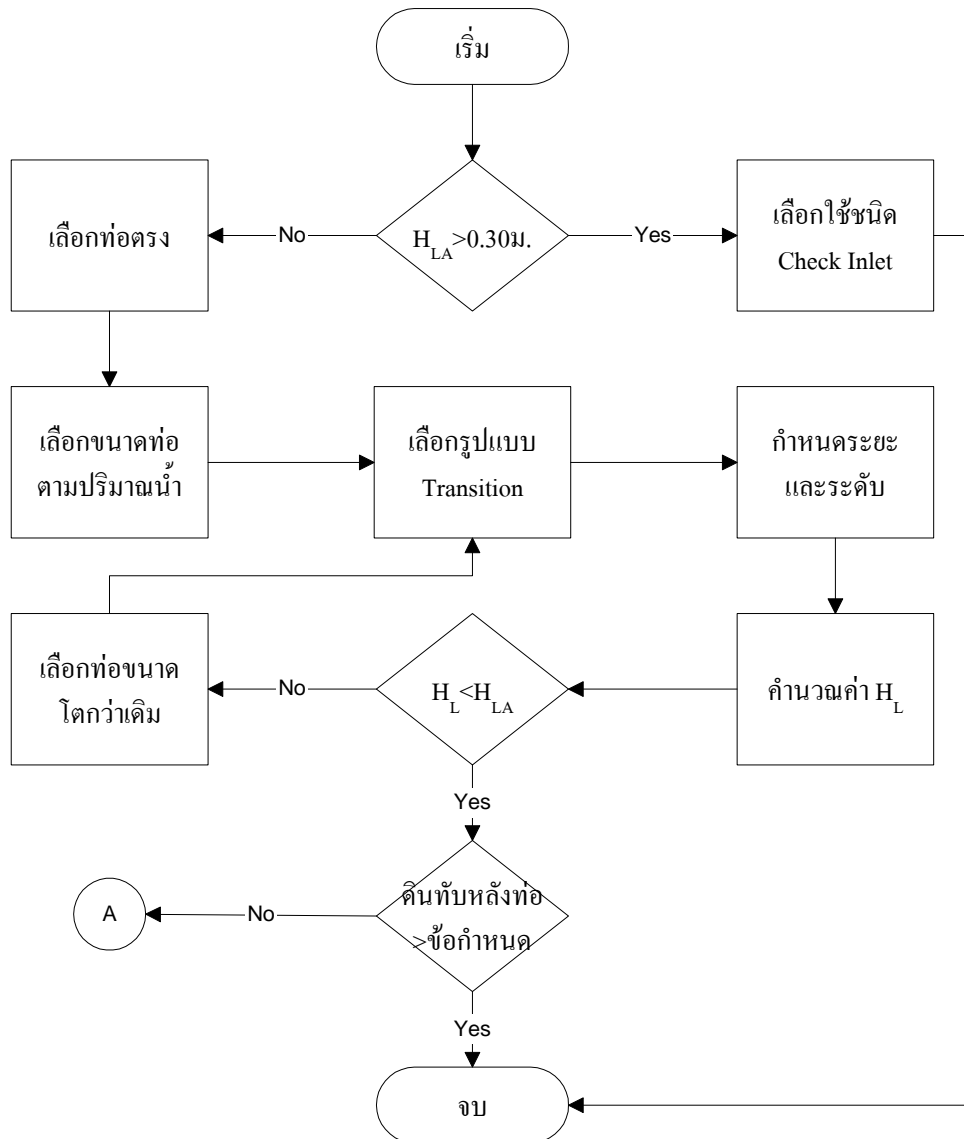 เริ่ม
เลือกท่อตรง
No
H_LA>0.30ม.
Yes
เลือกใช้ชนิด
Check Inlet
เลือกขนาดท่อ
ตามปริมาณน้ำ
เลือกรูปแบบ
Transition
กำหนดระยะ
และระดับ
เลือกท่อขนาด
โตกว่าเดิม
No
H_L<H_LA
คำนวณค่า H_L
Yes
A
No
ดินทับหลังท่อ
>ข้อกำหนด
Yes
จบ